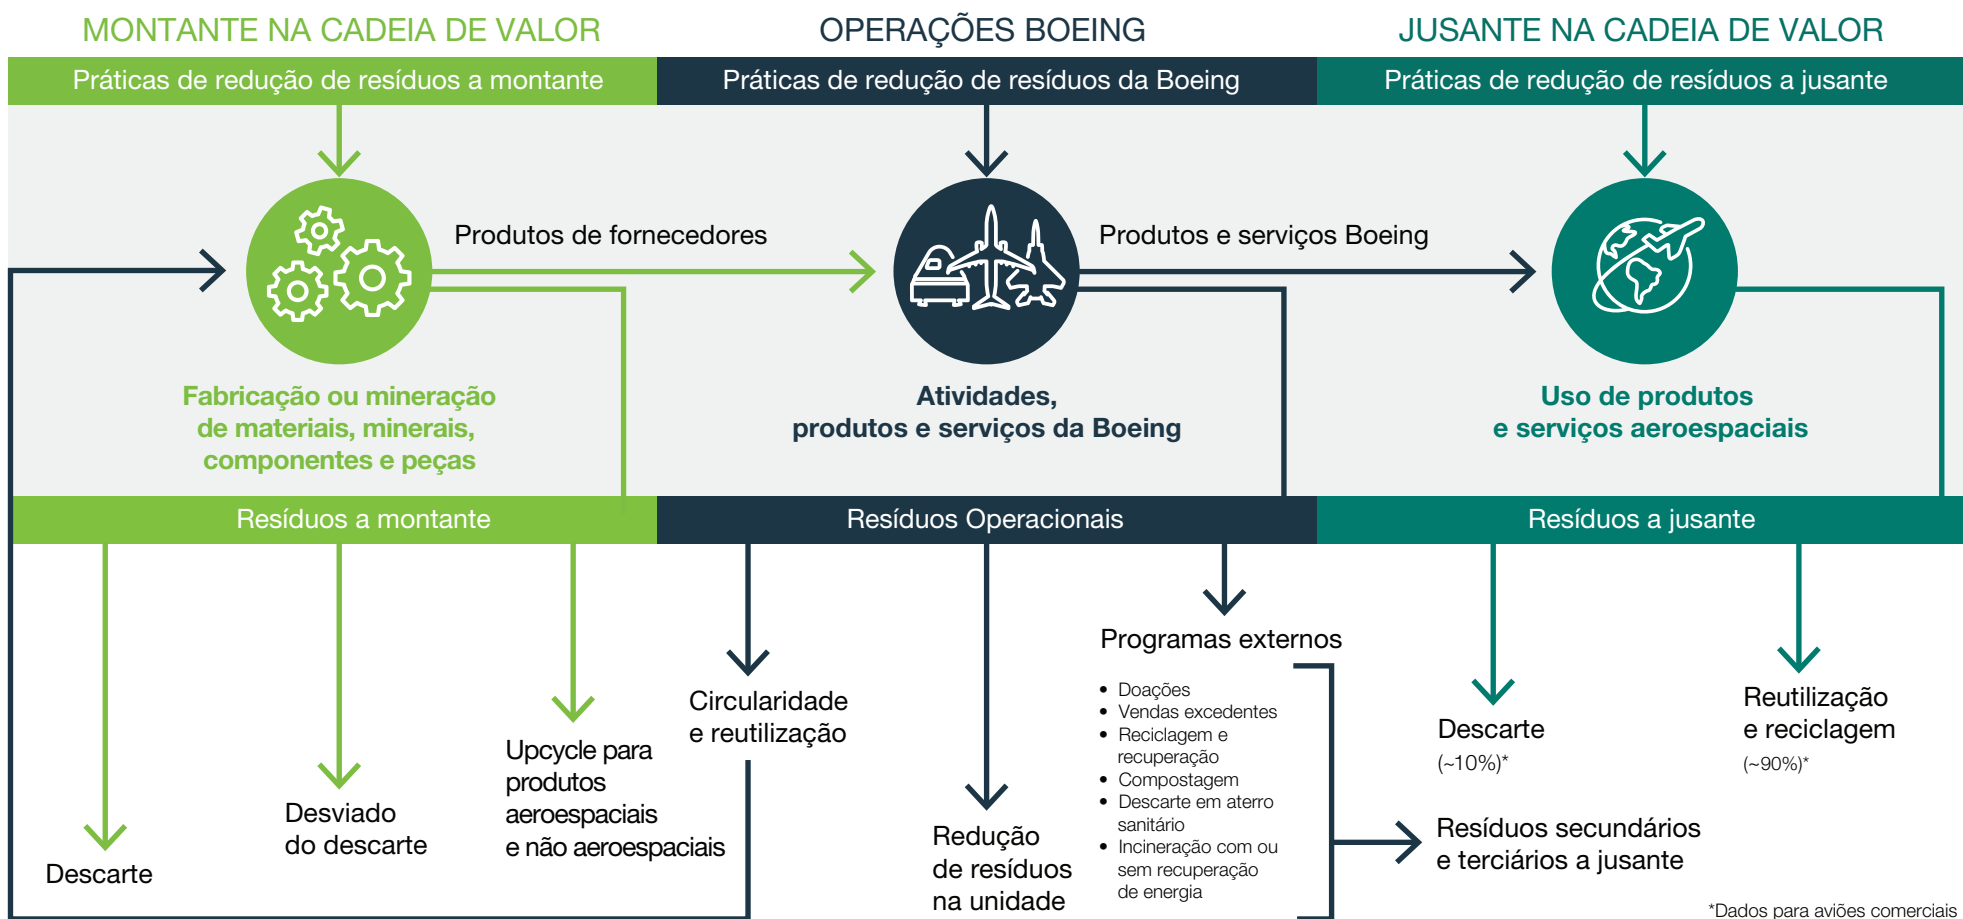 MONTANTE NA CADEIA DE VALOR
OPERAÇÕES BOEING
JUSANTE NA CADEIA DE VALOR
Práticas de redução de resíduos a montante
Práticas de redução de resíduos da Boeing
Práticas de redução de resíduos a jusante
Produtos de fornecedores
Produtos e serviços Boeing
Fabricação ou mineração
de materiais, minerais,
componentes e peças
Atividades,
produtos e serviços da Boeing
Uso de produtos
e serviços aeroespaciais
Resíduos a montante
Resíduos Operacionais
Resíduos a jusante
Descarte
Desviado
do descarte
Upcycle para
produtos
aeroespaciais
e não aeroespaciais
Circularidade
e reutilização
Redução
de resíduos
na unidade
Programas externos
• Doações
• Vendas excedentes
• Reciclagem e
recuperação
• Compostagem
• Descarte em aterro
sanitário
• Incineração com ou
sem recuperação
de energia
Descarte
(~10%)*
Reutilização
e reciclagem
(~90%)*
Resíduos secundários
e terciários a jusante
*Dados para aviões comerciais